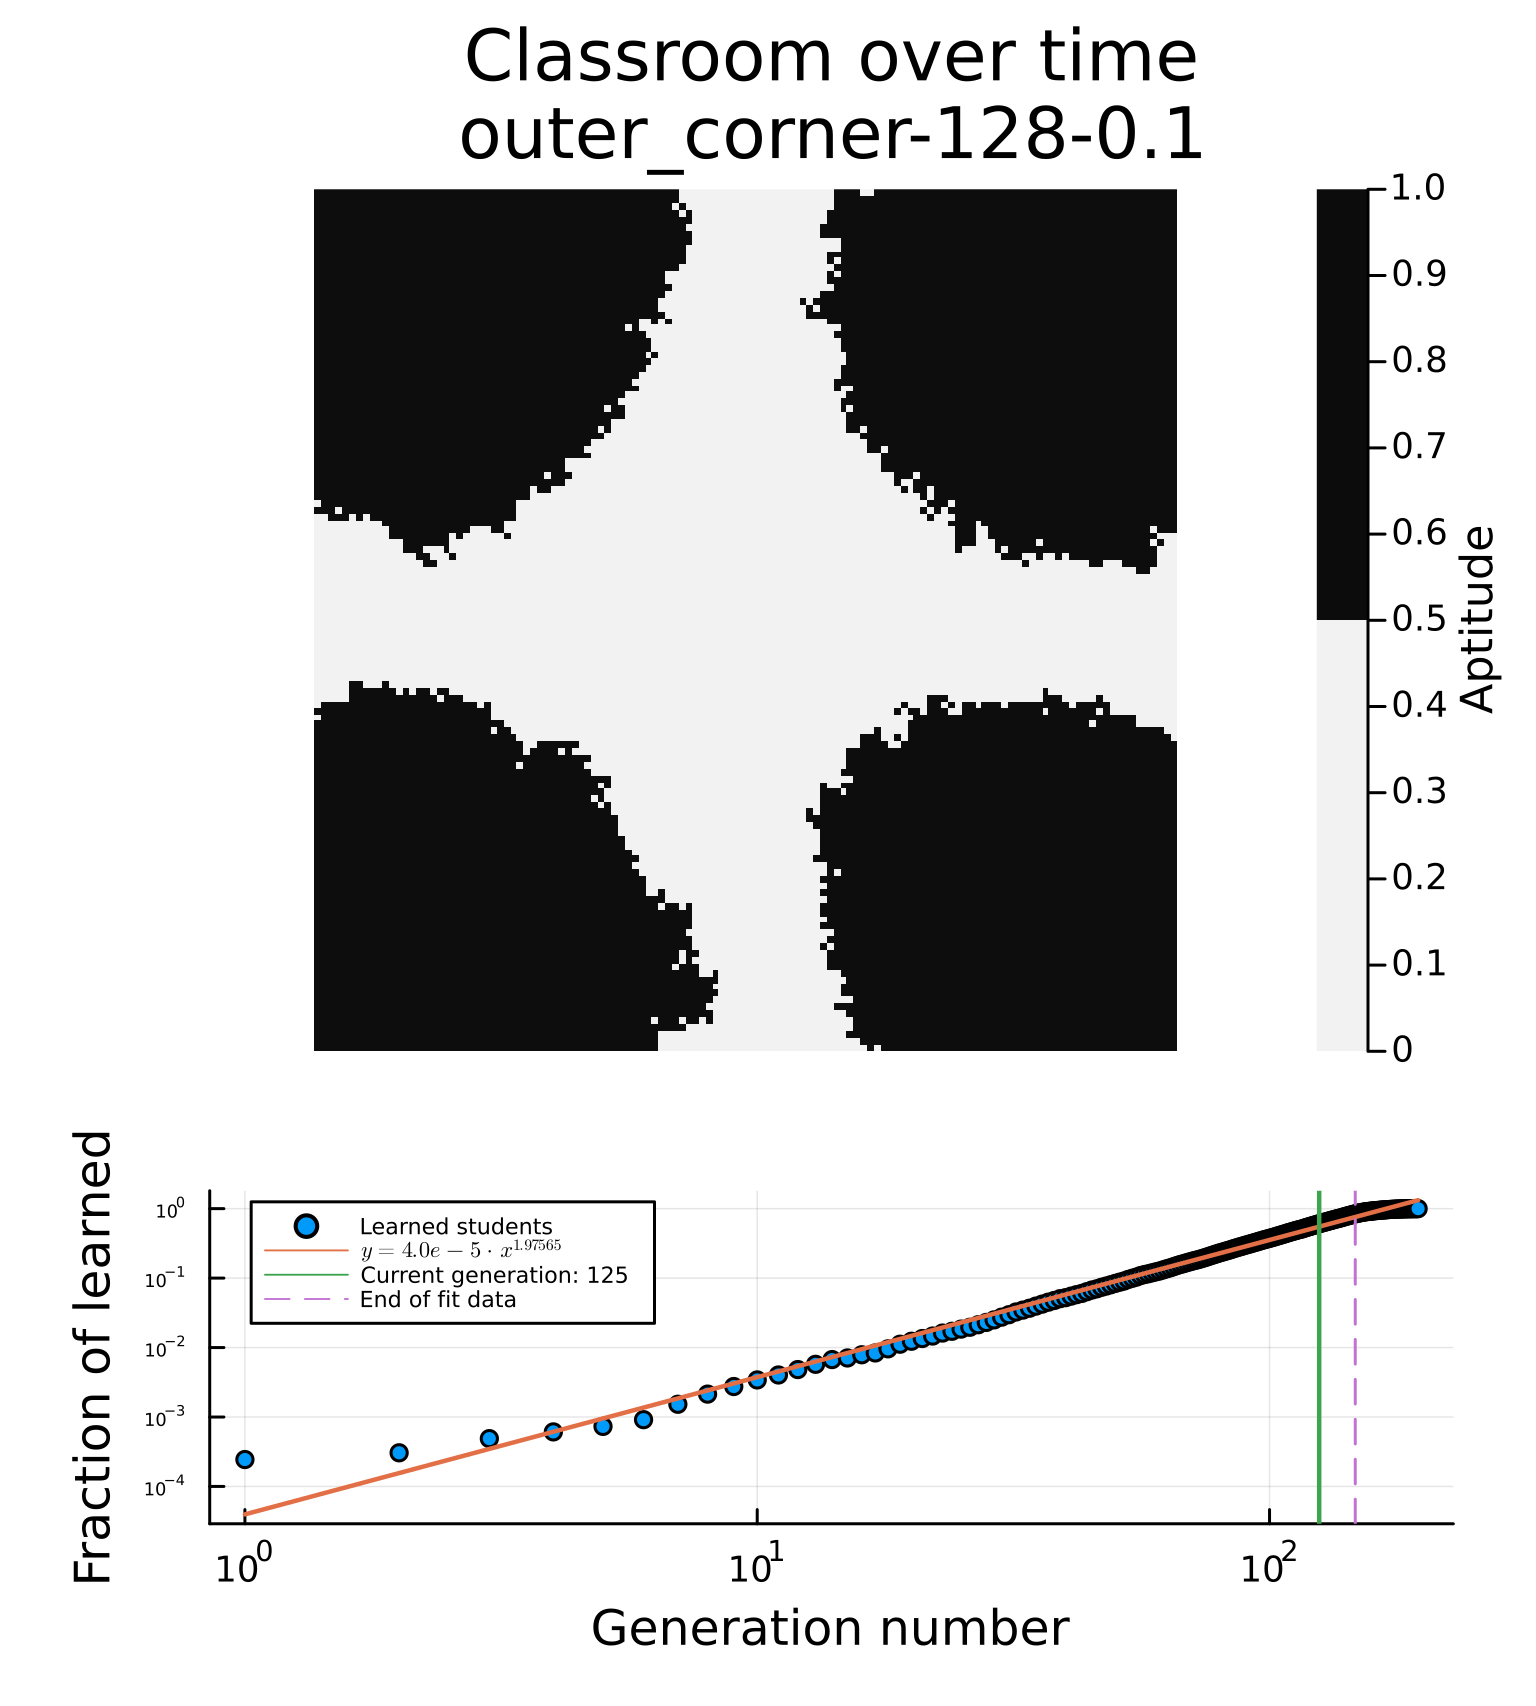 Classroom over time
outer_corner-128-0.1
1.0
0.9
0.8
0.7
0.6
0.5
0.4
0.3
0.2
0.1
0
Aptitude
Fraction of learned
10⁰
10⁻¹
10⁻²
10⁻³
10⁻⁴
Learned students
y = 4.0e − 5 · x¹·⁹⁷⁵⁶⁵
Current generation: 125
End of fit data
10⁰
10¹
10²
Generation number